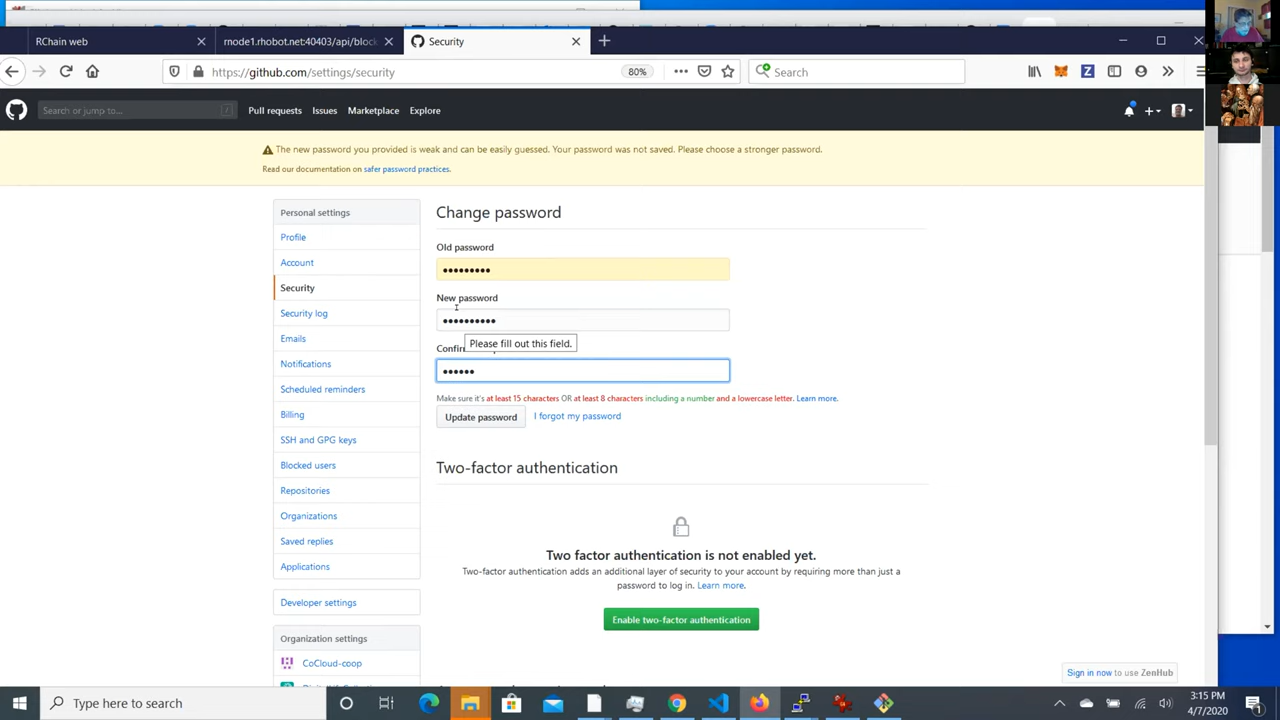 RChain web
rnode1.rhobot.net:40403/api/block
Security
https://github.com/settings/security
80%
Search
Search or jump to...
/
Pull requests
Issues
Marketplace
Explore
The new password you provided is weak and can be easily guessed. Your password was not saved. Please choose a stronger password.
Read our documentation on safer password practices.
Personal settings
Profile
Account
Security
Security log
Emails
Notifications
Scheduled reminders
Billing
SSH and GPG keys
Blocked users
Repositories
Organizations
Saved replies
Applications
Developer settings
Organization settings
CoCloud-coop
Change password
Old password
•••••••••
New password
••••••••••
Please fill out this field.
••••••
Make sure it's at least 15 characters OR at least 8 characters including a number and a lowercase letter. Learn more.
Update password
I forgot my password
Two-factor authentication
Two factor authentication is not enabled yet.
Two-factor authentication adds an additional layer of security to your account by requiring more than just a
password to log in. Learn more.
Enable two-factor authentication
Sign in now to use ZenHub
Type here to search
3:15 PM
4/7/2020
1